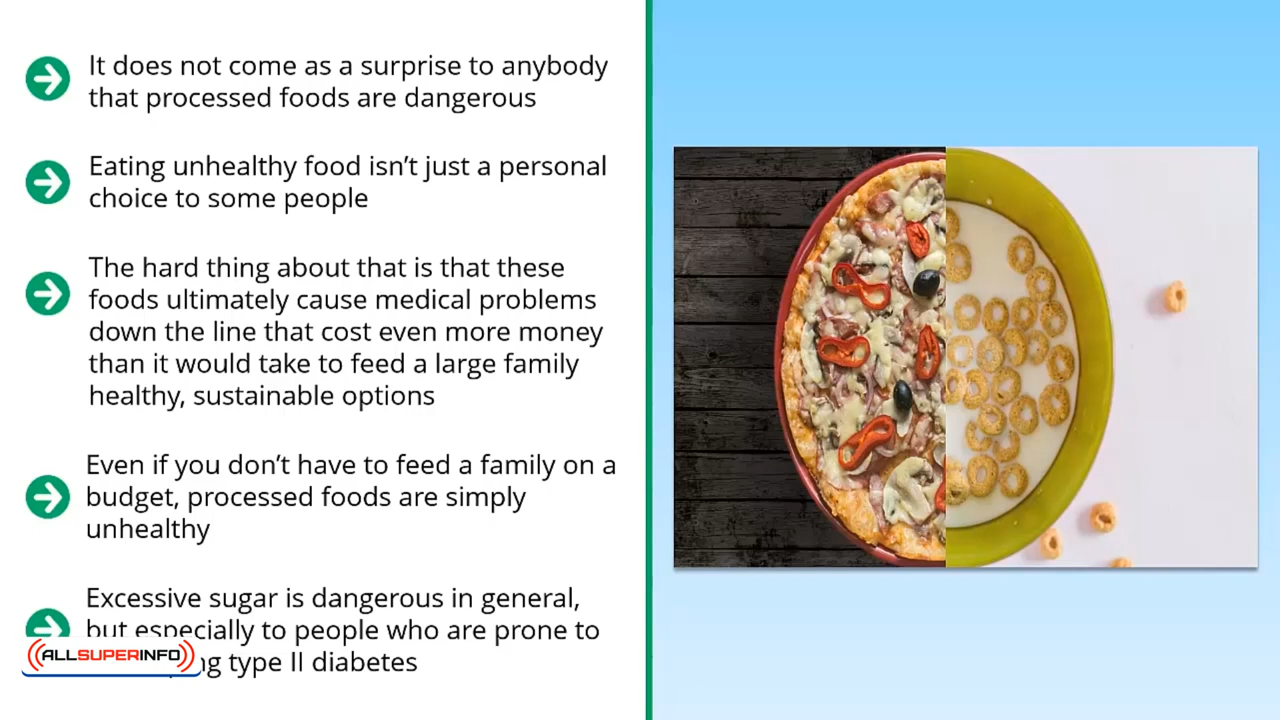 It does not come as a surprise to anybody
that processed foods are dangerous
Eating unhealthy food isn’t just a personal
choice to some people
The hard thing about that is that these
foods ultimately cause medical problems
down the line that cost even more money
than it would take to feed a large family
healthy, sustainable options
Even if you don’t have to feed a family on a
budget, processed foods are simply
unhealthy
Excessive sugar is dangerous in general,
but especially to people who are prone to
type II diabetes
ALLSUPERINFO